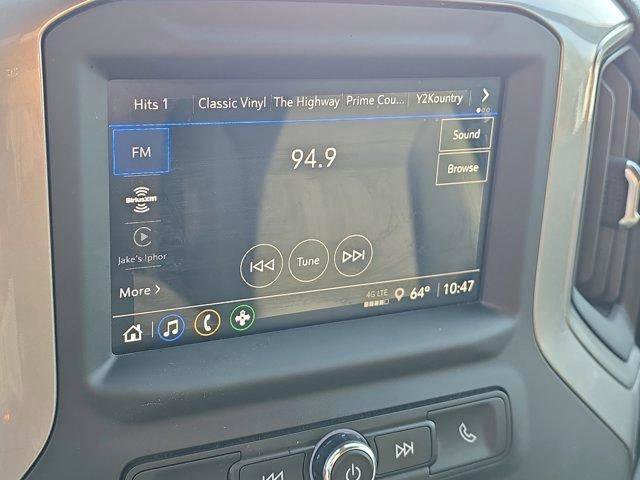 Hits 1 Classic Vinyl The Highway Prime Cou... Y2Kountry
FM
94.9
Sound
Browse
SiriusXM
Jake's Iphor
Tune
More
4G LTE 64° 10:47